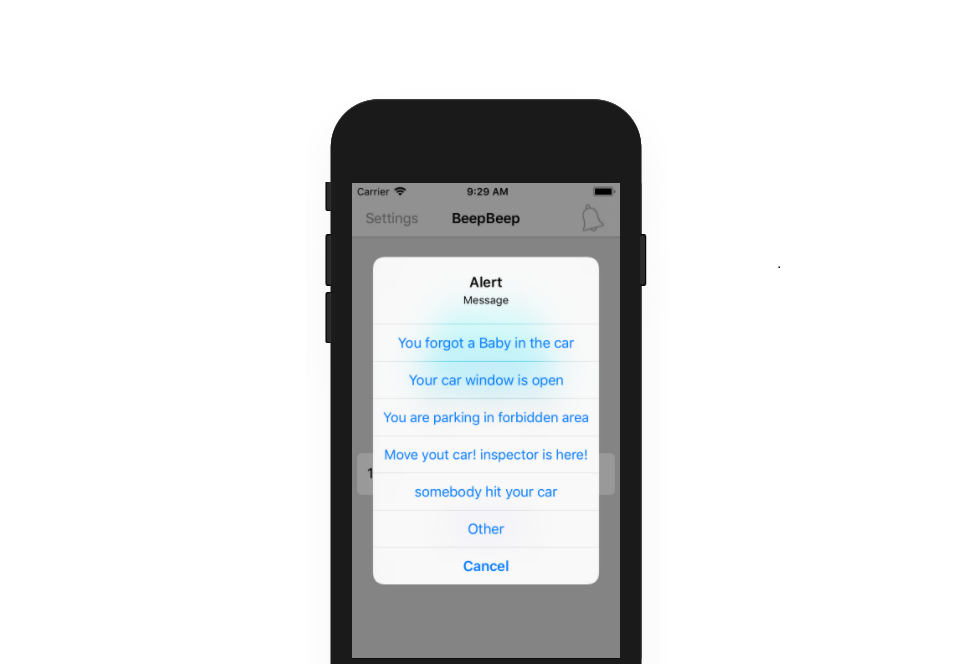 Carrier 9:29 AM
Settings BeepBeep
Alert
Message
You forgot a Baby in the car
Your car window is open
You are parking in forbidden area
Move yout car! inspector is here!
1
somebody hit your car
Other
Cancel
.